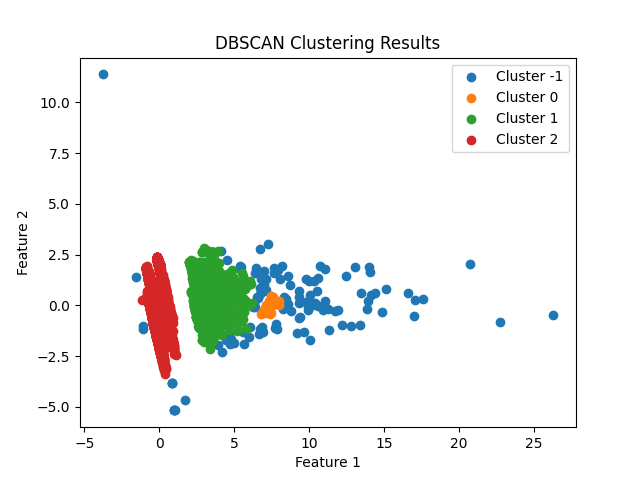 DBSCAN Clustering Results
Cluster -1
Cluster 0
Cluster 1
Cluster 2
10.0
7.5
5.0
2.5
0.0
−2.5
−5.0
Feature 2
−5
0
5
10
15
20
25
Feature 1